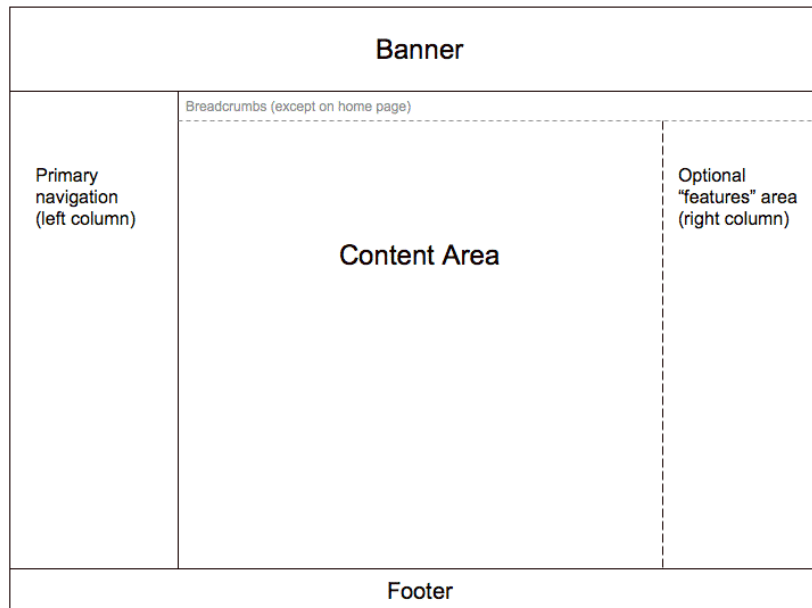 Banner
Breadcrumbs (except on home page)
Primary
navigation
(left column)
Optional
“features” area
(right column)
Content Area
Footer